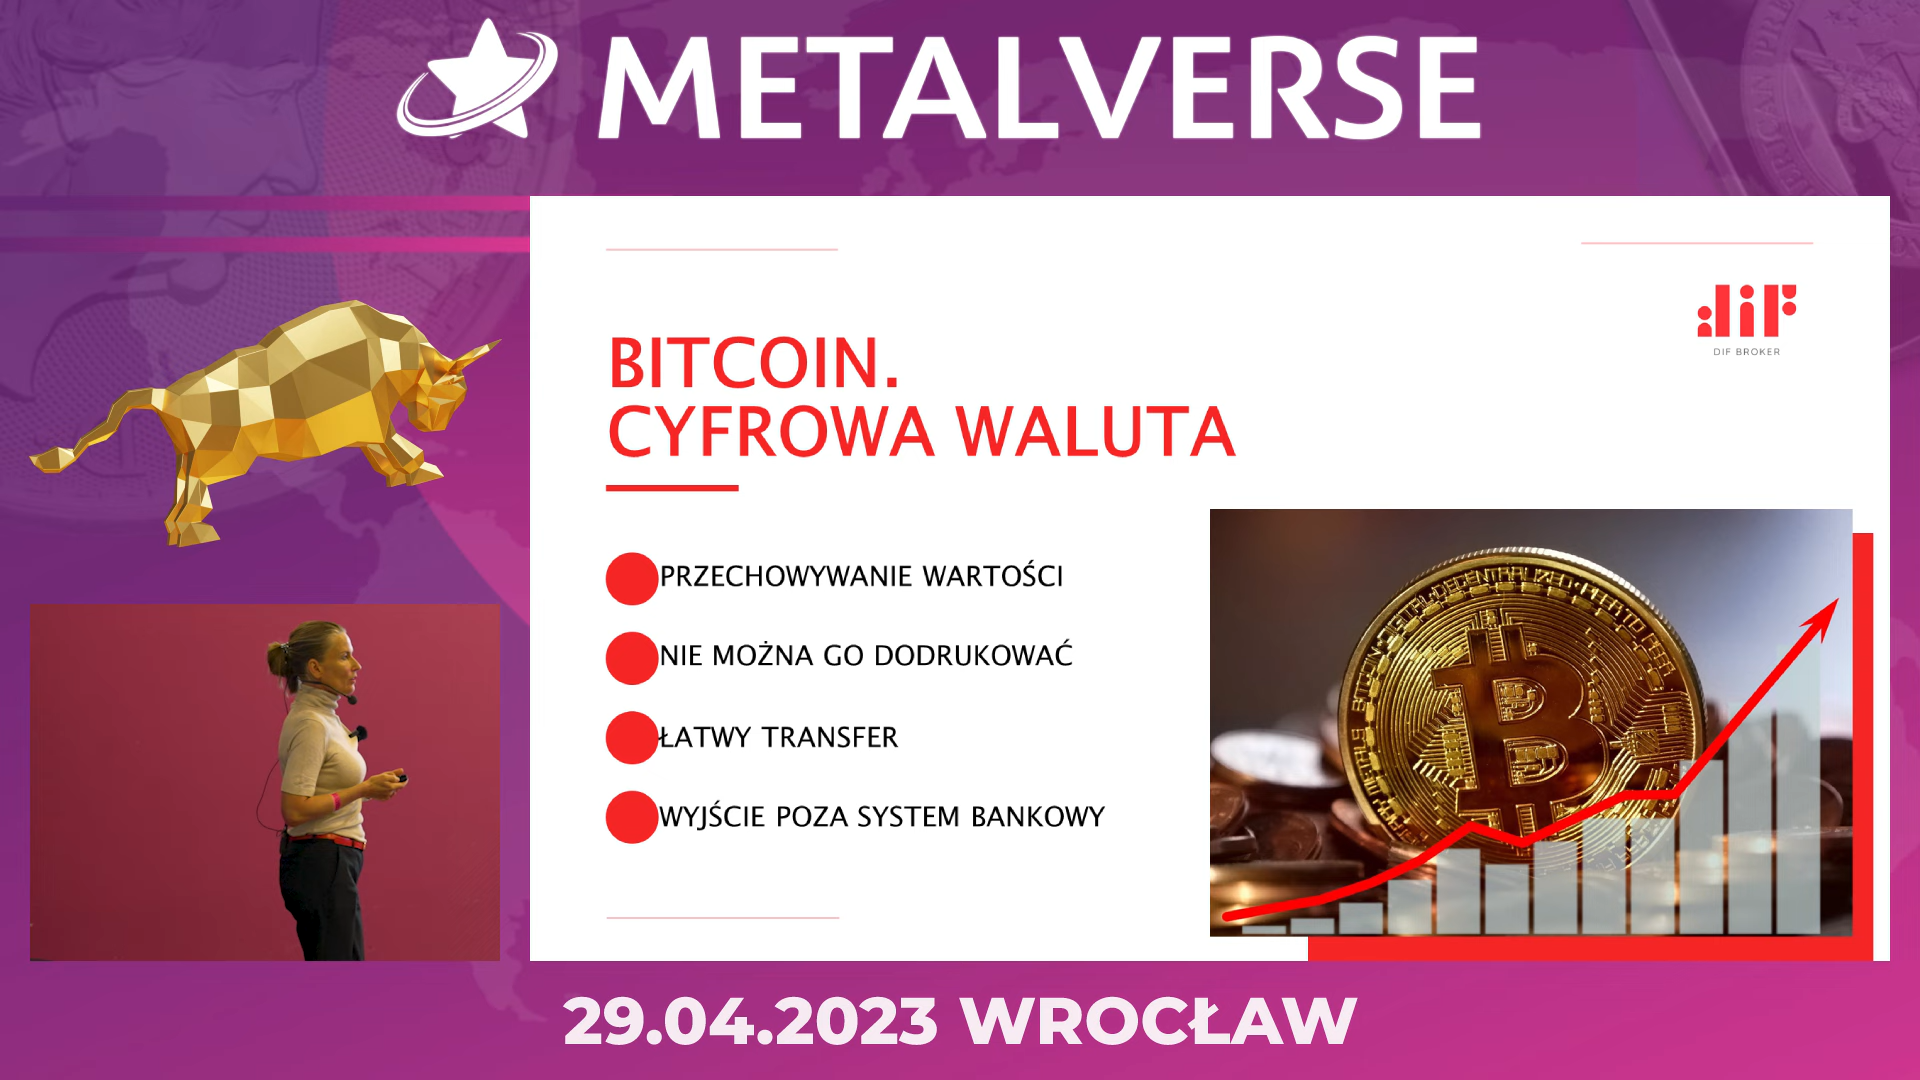 METALVERSE
DIF BROKER
BITCOIN.
CYFROWA WALUTA
PRZECHOWYWANIE WARTOŚCI
NIE MOŻNA GO DODRUKOWAĆ
ŁATWY TRANSFER
WYJŚCIE POZA SYSTEM BANKOWY
29.04.2023 WROCŁAW